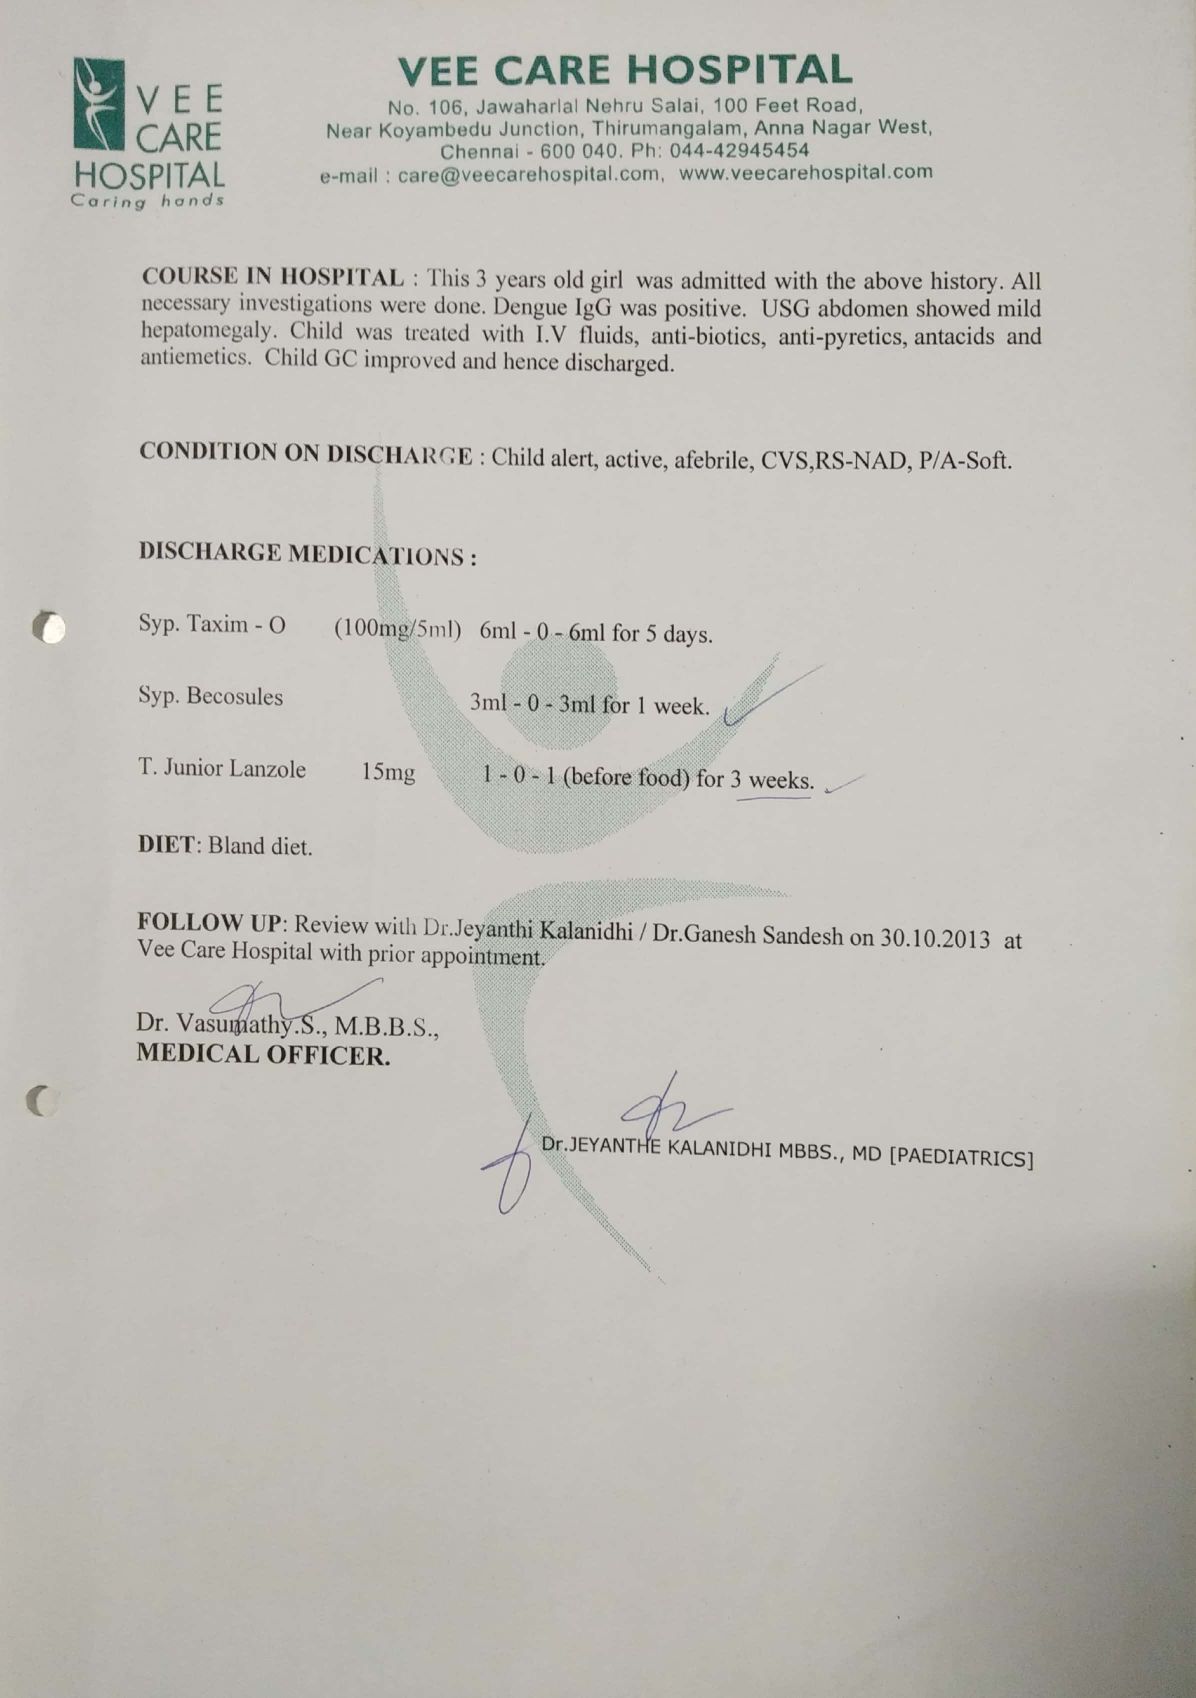 VEE
CARE
HOSPITAL
Caring hands
VEE CARE HOSPITAL
No. 106, Jawaharlal Nehru Salai, 100 Feet Road,
Near Koyambedu Junction, Thirumangalam, Anna Nagar West,
Chennai - 600 040. Ph: 044-42945454
e-mail : care@veecarehospital.com, www.veecarehospital.com
COURSE IN HOSPITAL : This 3 years old girl was admitted with the above history. All
necessary investigations were done. Dengue IgG was positive. USG abdomen showed mild
hepatomegaly. Child was treated with I.V fluids, anti-biotics, anti-pyretics, antacids and
antiemetics. Child GC improved and hence discharged.
CONDITION ON DISCHARGE : Child alert, active, afebrile, CVS,RS-NAD, P/A-Soft.
DISCHARGE MEDICATIONS :
Syp. Taxim - O (100mg/5ml) 6ml - 0 - 6ml for 5 days.
Syp. Becosules 3ml - 0 - 3ml for 1 week.
T. Junior Lanzole 15mg 1 - 0 - 1 (before food) for 3 weeks.
DIET: Bland diet.
FOLLOW UP: Review with Dr.Jeyanthi Kalanidhi / Dr.Ganesh Sandesh on 30.10.2013 at
Vee Care Hospital with prior appointment.
Dr. Vasumathy.S., M.B.B.S.,
MEDICAL OFFICER.
Dr.JEYANTHE KALANIDHI MBBS., MD [PAEDIATRICS]